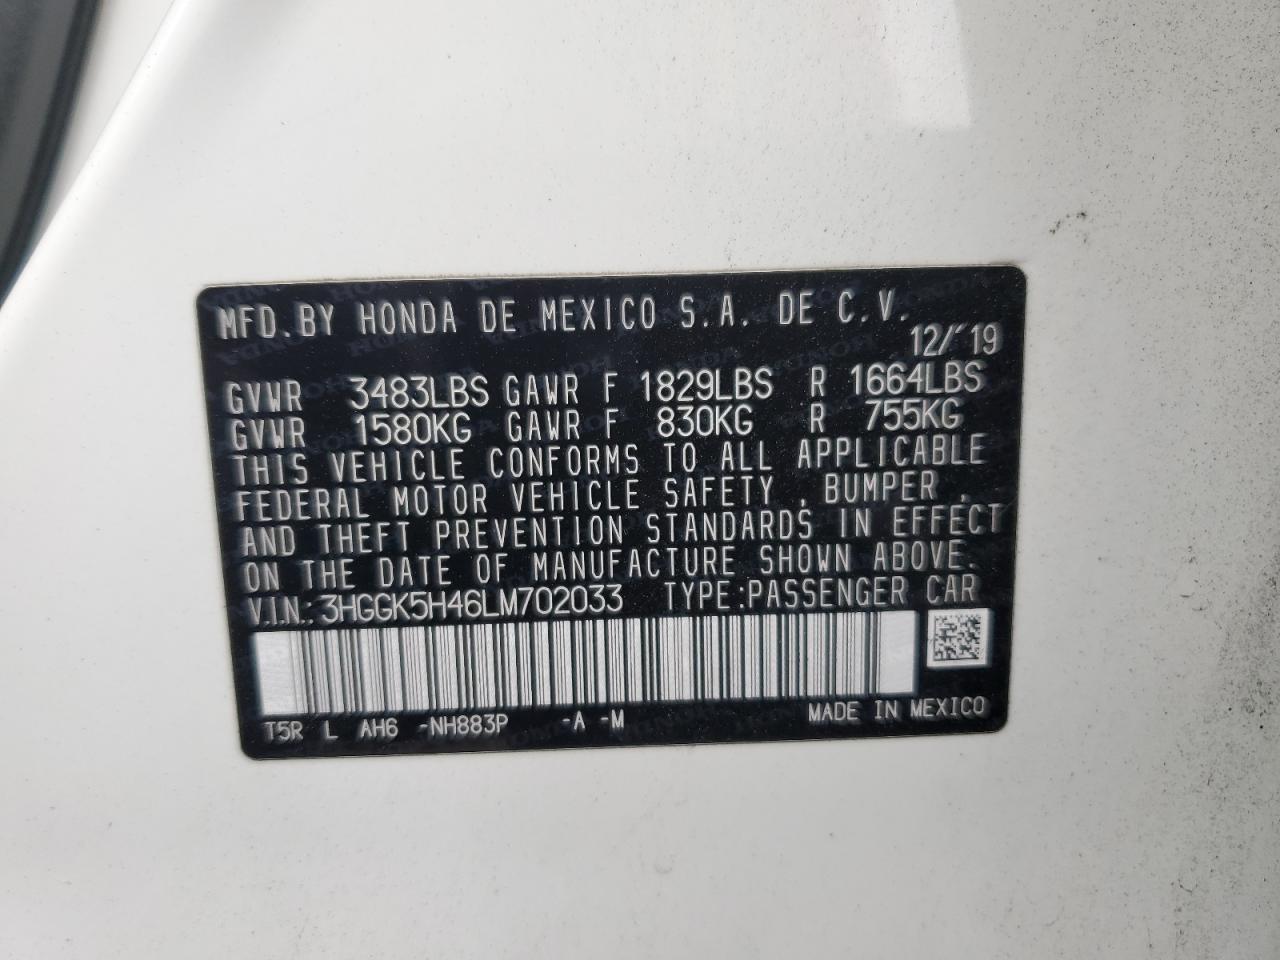 MFD.BY HONDA DE MEXICO S.A. DE C.V.
12/'19
GVWR 3483LBS GAWR F 1829LBS R 1664LBS
GVWR 1580KG GAWR F 830KG R 755KG
THIS VEHICLE CONFORMS TO ALL APPLICABLE
FEDERAL MOTOR VEHICLE SAFETY , BUMPER ,
AND THEFT PREVENTION STANDARDS IN EFFECT
ON THE DATE OF MANUFACTURE SHOWN ABOVE.
V.I.N.: 3HGGK5H46LM702033 TYPE:PASSENGER CAR
T5R L AH6 -NH883P -A -M MADE IN MEXICO